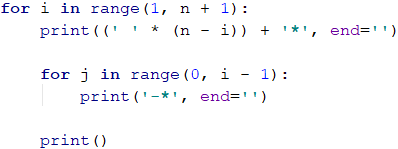 for i in range(1, n + 1):
    print((' ' * (n - i)) + '*', end='')
    for j in range(0, i - 1):
        print('-*', end='')
    print()